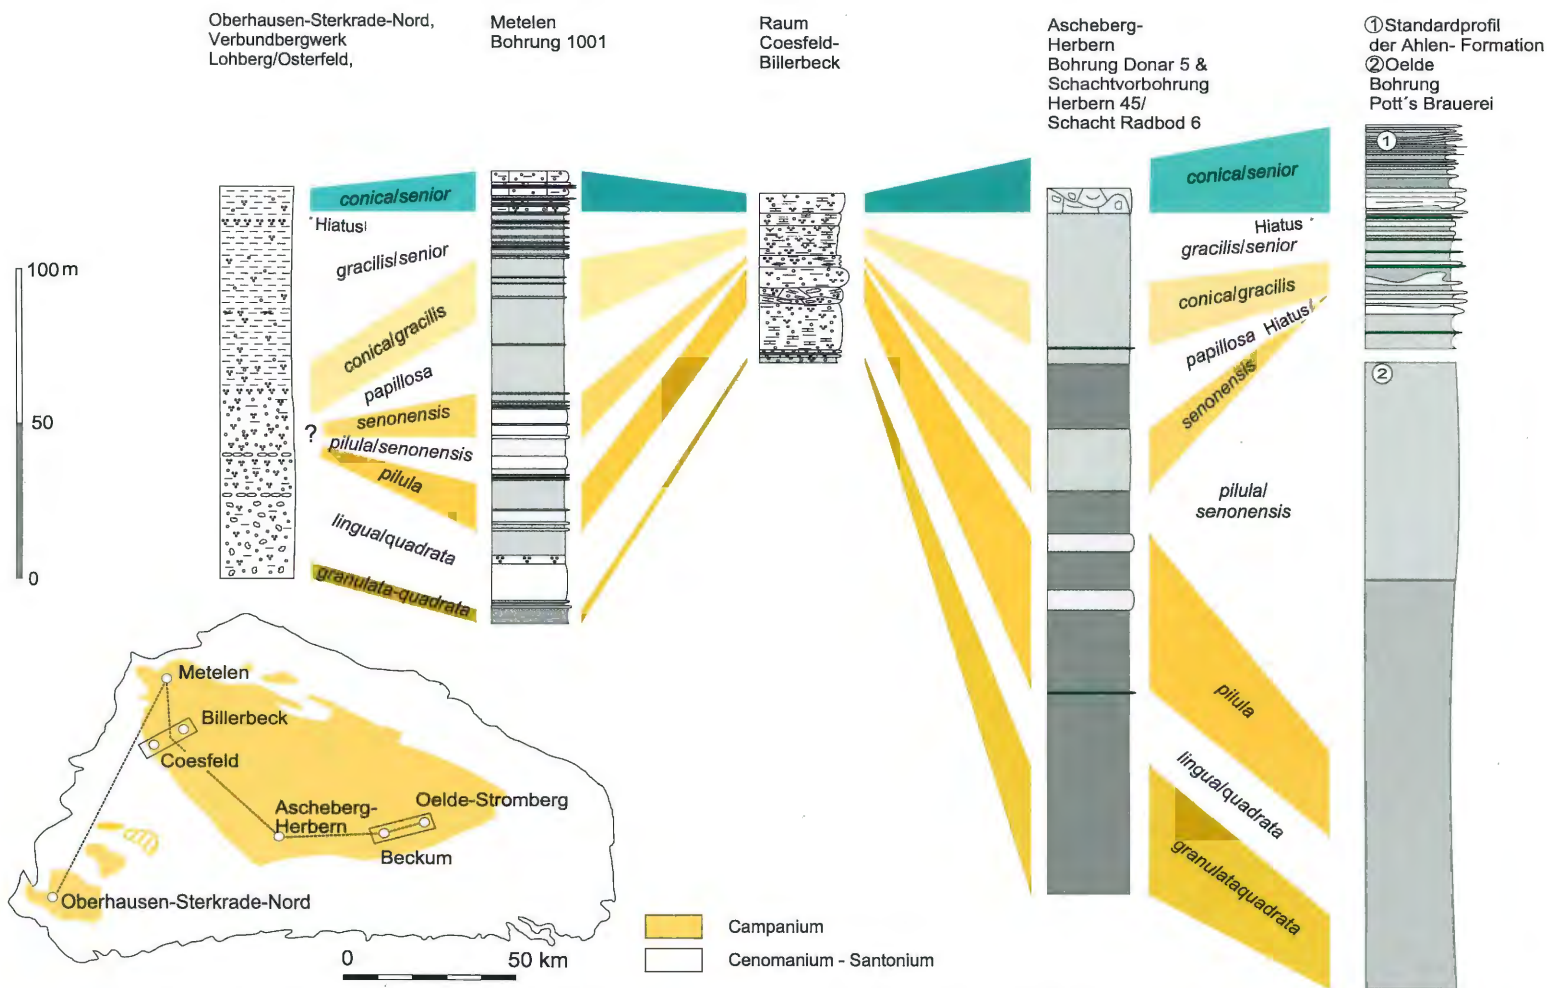 Oberhausen-Sterkrade-Nord,
Verbundbergwerk
Lohberg/Osterfeld,
Metelen
Bohrung 1001
Raum
Coesfeld-
Billerbeck
Ascheberg-
Herbern
Bohrung Donar 5 &
Schachtvorbohrung
Herbern 45/
Schacht Radbod 6
①Standardprofil
der Ahlen- Formation
②Oelde
Bohrung
Pott´s Brauerei
100 m
50
0
conica/senior
Hiatus
gracilis/senior
conica/gracilis
papillosa
senonensis
?
pilula/senonensis
pilula
lingua/quadrata
granulata-quadrata
conica/senior
Hiatus
gracilis/senior
conica/gracilis
papillosa Hiatus
senonensis
pilula/
senonensis
pilula
lingua/quadrata
granulataquadrata
①
②
Metelen
Billerbeck
Coesfeld
Ascheberg-
Herbern
Oelde-Stromberg
Beckum
Oberhausen-Sterkrade-Nord
0 50 km
Campanium
Cenomanium - Santonium